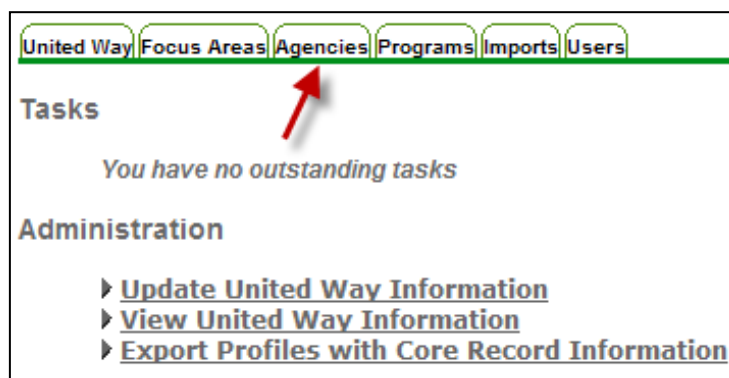 United Way Focus Areas Agencies Programs Imports Users
Tasks
You have no outstanding tasks
Administration
Update United Way Information
View United Way Information
Export Profiles with Core Record Information